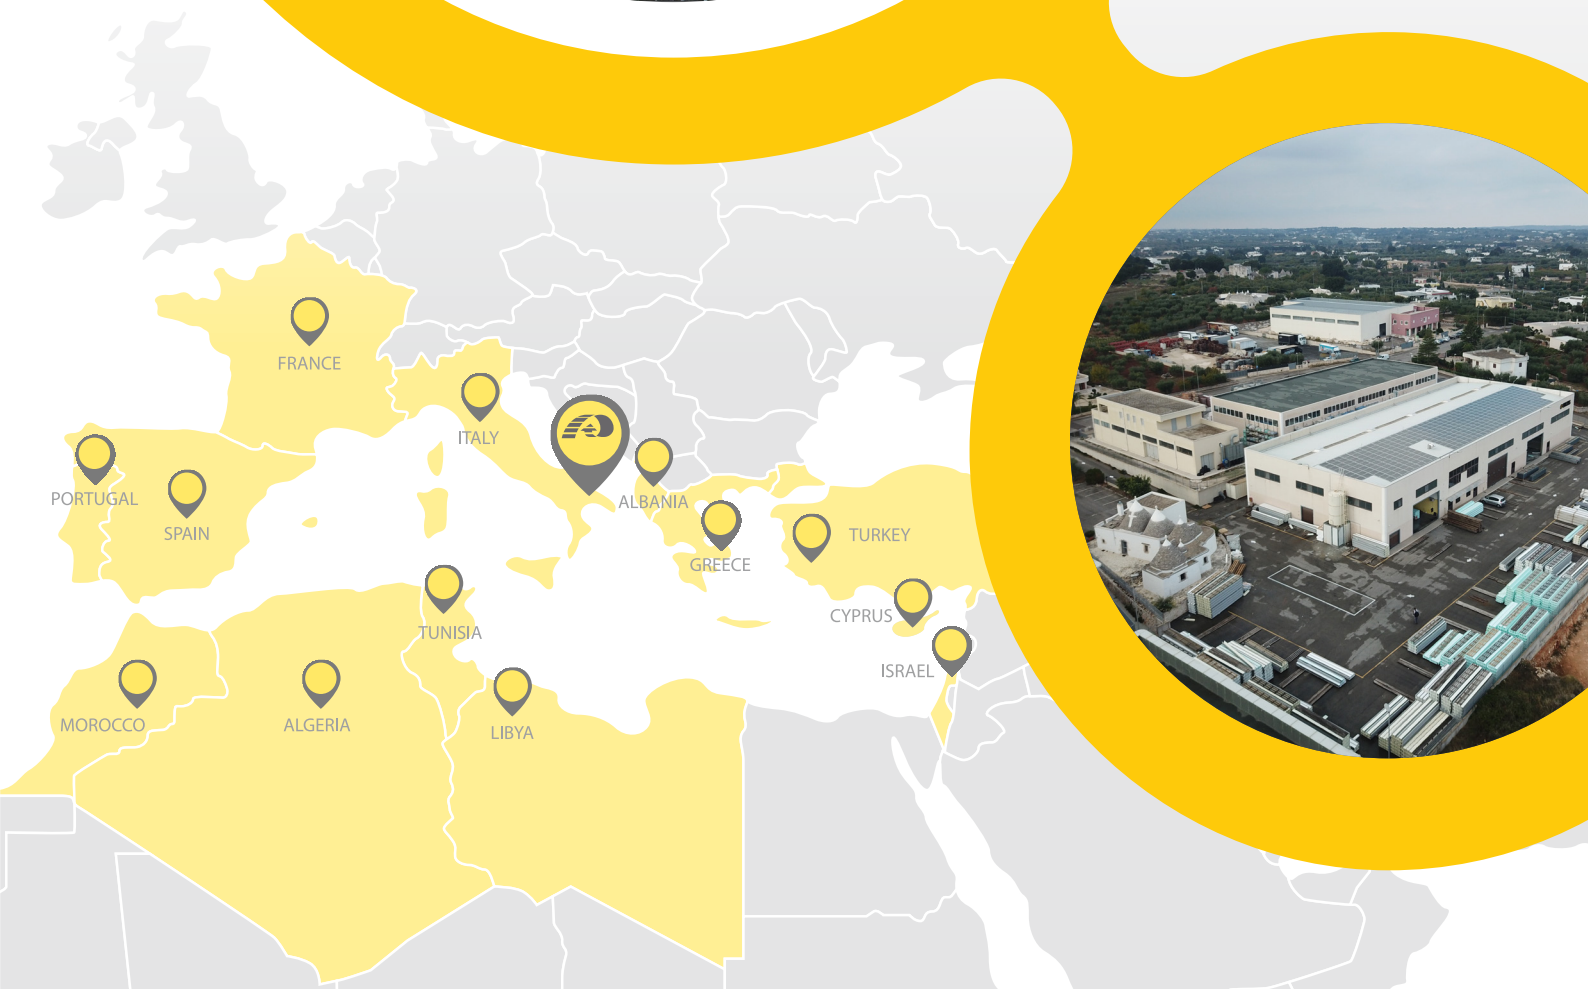 FRANCE
ITALY
PORTUGAL
SPAIN
ALBANIA
TURKEY
GREECE
CYPRUS
TUNISIA
ISRAEL
MOROCCO
ALGERIA
LIBYA